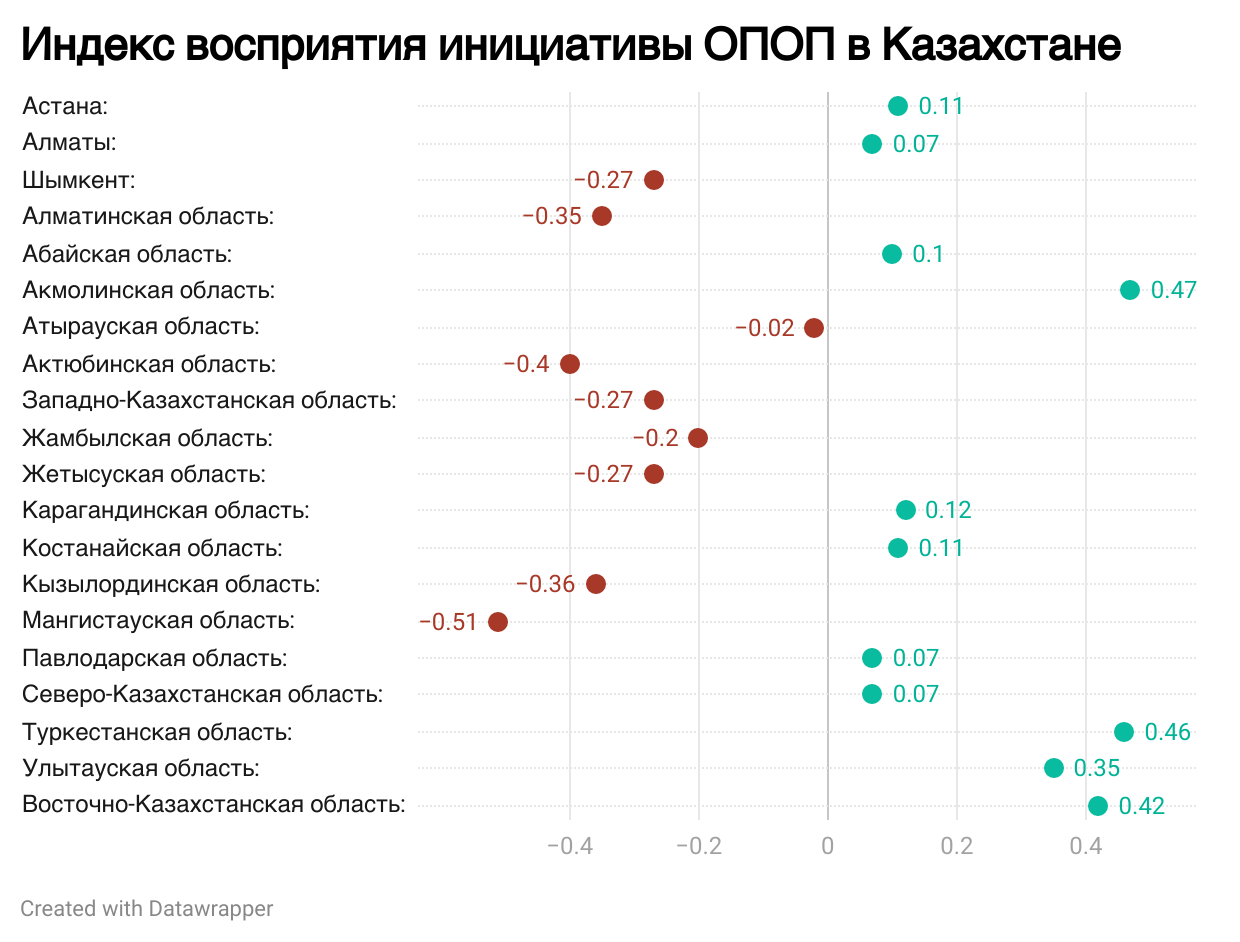 Индекс восприятия инициативы ОПОП в Казахстане
Астана: 0.11
Алматы: 0.07
Шымкент: −0.27
Алматинская область: −0.35
Абайская область: 0.1
Акмолинская область: 0.47
Атырауская область: −0.02
Актюбинская область: −0.4
Западно-Казахстанская область: −0.27
Жамбылская область: −0.2
Жетысуская область: −0.27
Карагандинская область: 0.12
Костанайская область: 0.11
Кызылординская область: −0.36
Мангистауская область: −0.51
Павлодарская область: 0.07
Северо-Казахстанская область: 0.07
Туркестанская область: 0.46
Улытауская область: 0.35
Восточно-Казахстанская область: 0.42
−0.4 −0.2 0 0.2 0.4
Created with Datawrapper